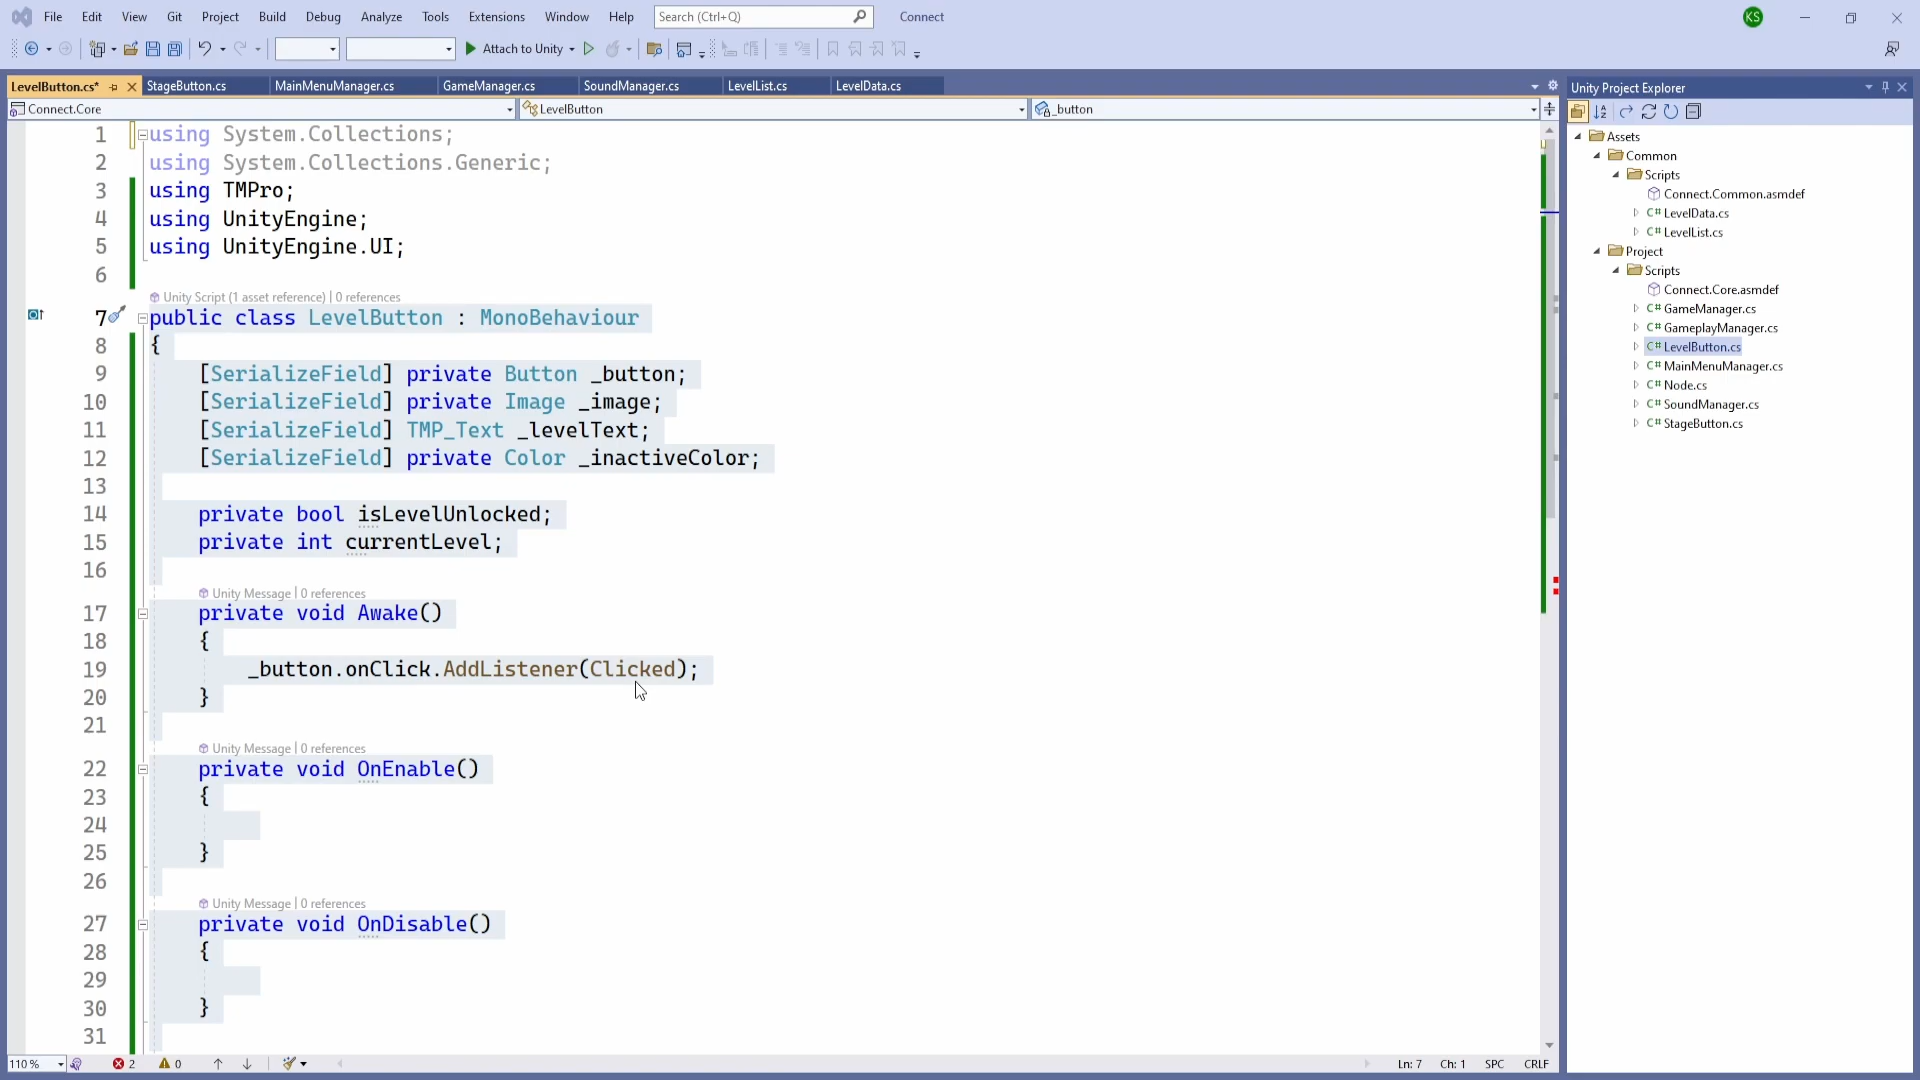 File Edit View Git Project Build Debug Analyze Tools Extensions Window Help Search (Ctrl+Q) Connect KS
Attach to Unity
LevelButton.cs* StageButton.cs MainMenuManager.cs GameManager.cs SoundManager.cs LevelList.cs LevelData.cs
Connect.Core LevelButton _button
1 using System.Collections;
2 using System.Collections.Generic;
3 using TMPro;
4 using UnityEngine;
5 using UnityEngine.UI;
6
Unity Script (1 asset reference) | 0 references
7 public class LevelButton : MonoBehaviour
8 {
9 [SerializeField] private Button _button;
10 [SerializeField] private Image _image;
11 [SerializeField] TMP_Text _levelText;
12 [SerializeField] private Color _inactiveColor;
13
14 private bool isLevelUnlocked;
15 private int currentLevel;
16
Unity Message | 0 references
17 private void Awake()
18 {
19 _button.onClick.AddListener(Clicked);
20 }
21
Unity Message | 0 references
22 private void OnEnable()
23 {
24
25 }
26
Unity Message | 0 references
27 private void OnDisable()
28 {
29
30 }
31
110 % 2 0 Ln: 7 Ch: 1 SPC CRLF
Unity Project Explorer
Assets
Common
Scripts
Connect.Common.asmdef
C# LevelData.cs
C# LevelList.cs
Project
Scripts
Connect.Core.asmdef
C# GameManager.cs
C# GameplayManager.cs
C# LevelButton.cs
C# MainMenuManager.cs
C# Node.cs
C# SoundManager.cs
C# StageButton.cs